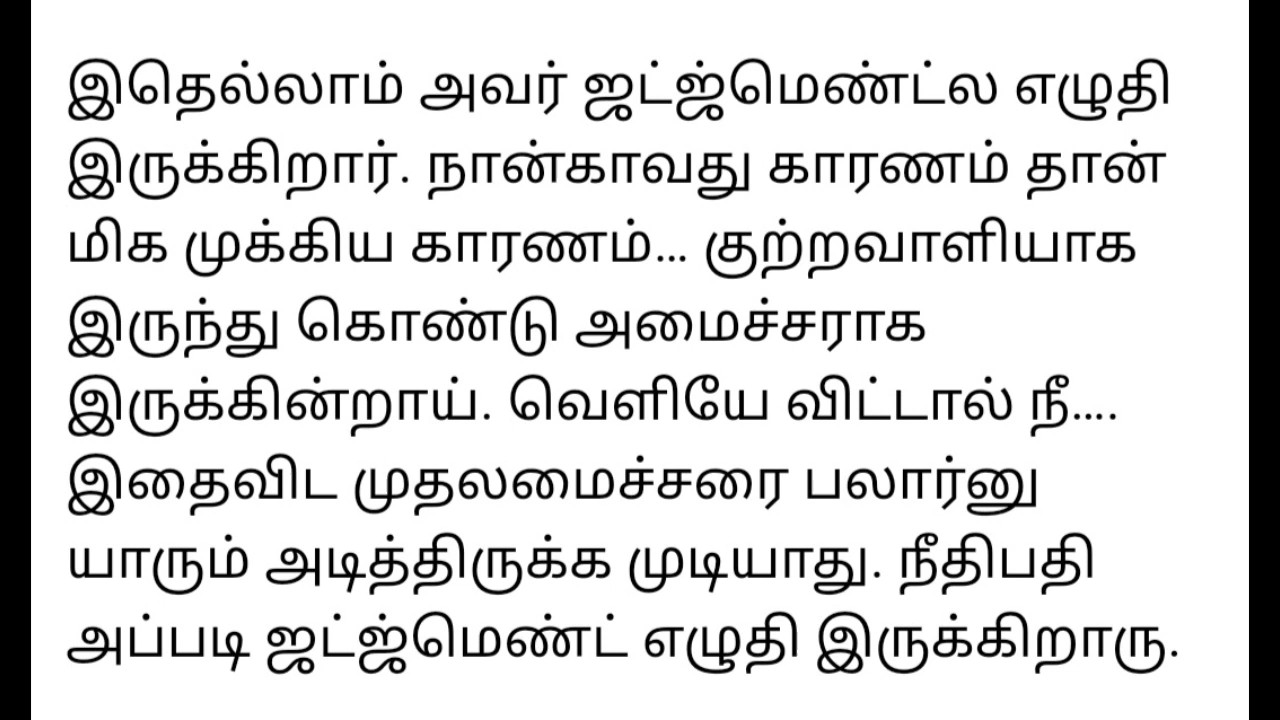 இதெல்லாம் அவர் ஜட்ஜ்மெண்ட்ல எழுதி
இருக்கிறார். நான்காவது காரணம் தான்
மிக முக்கிய காரணம்... குற்றவாளியாக
இருந்து கொண்டு அமைச்சராக
இருக்கின்றாய். வெளியே விட்டால் நீ....
இதைவிட முதலமைச்சரை பலார்னு
யாரும் அடித்திருக்க முடியாது. நீதிபதி
அப்படி ஜட்ஜ்மெண்ட் எழுதி இருக்கிறாரு.